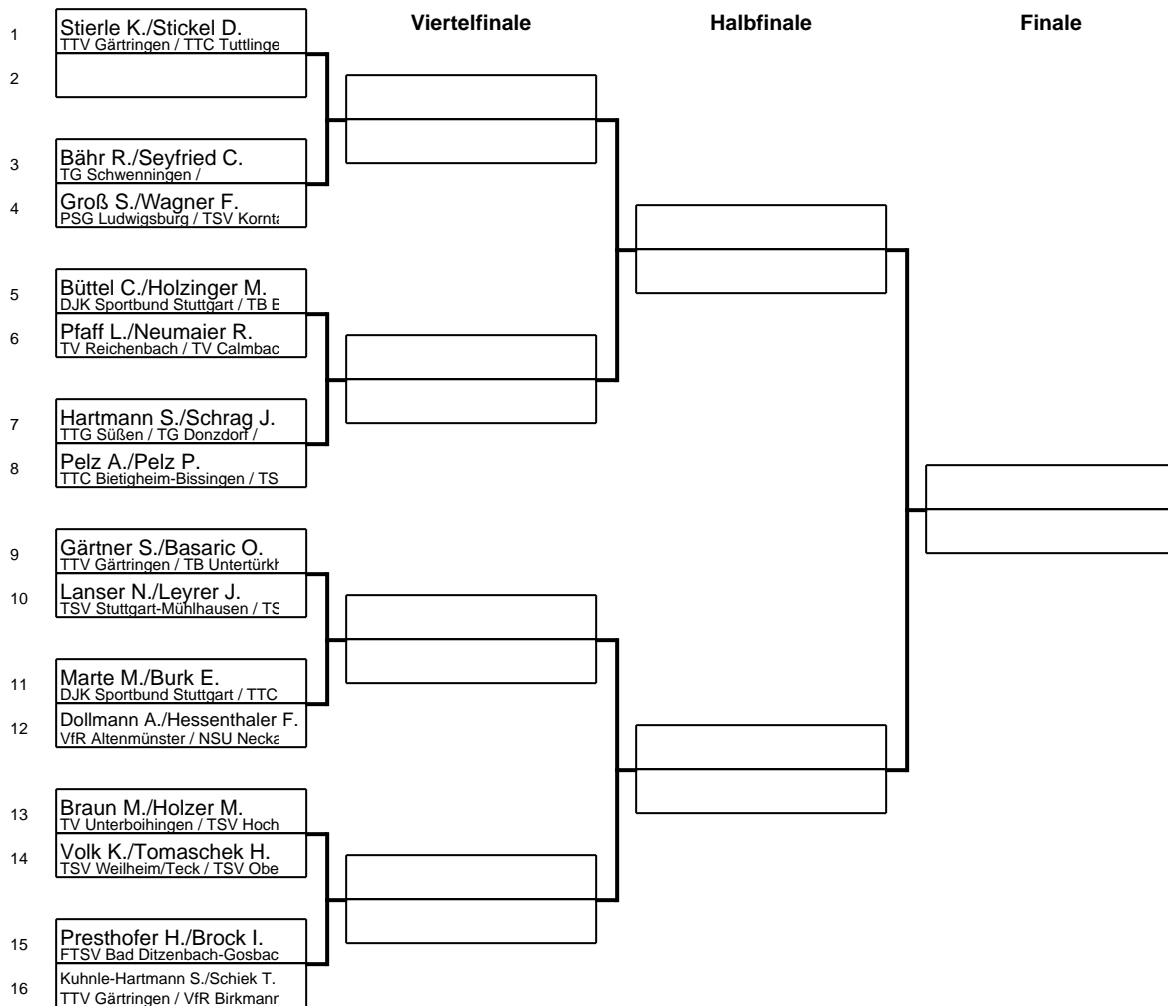 Viertelfinale Halbfinale Finale
1 Stierle K./Stickel D.
TTV Gärtringen / TTC Tuttlinge
2
3 Bähr R./Seyfried C.
TG Schwenningen /
4 Groß S./Wagner F.
PSG Ludwigsburg / TSV Kornta
5 Büttel C./Holzinger M.
DJK Sportbund Stuttgart / TB B
6 Pfaff L./Neumaier R.
TV Reichenbach / TV Calmbac
7 Hartmann S./Schrag J.
TTG Süßen / TG Donzdorf /
8 Pelz A./Pelz P.
TTC Bietigheim-Bissingen / TS
9 Gärtner S./Basaric O.
TTV Gärtringen / TB Untertürkh
10 Lanser N./Leyrer J.
TSV Stuttgart-Mühlhausen / TS
11 Marte M./Burk E.
DJK Sportbund Stuttgart / TTC
12 Dollmann A./Hessenthaler F.
VfR Altenmünster / NSU Necka
13 Braun M./Holzer M.
TV Unterboihingen / TSV Hoch
14 Volk K./Tomaschek H.
TSV Weilheim/Teck / TSV Obe
15 Presthofer H./Brock I.
FTSV Bad Ditzenbach-Gosbac
16 Kuhnle-Hartmann S./Schiek T.
TTV Gärtringen / VfR Birkmann